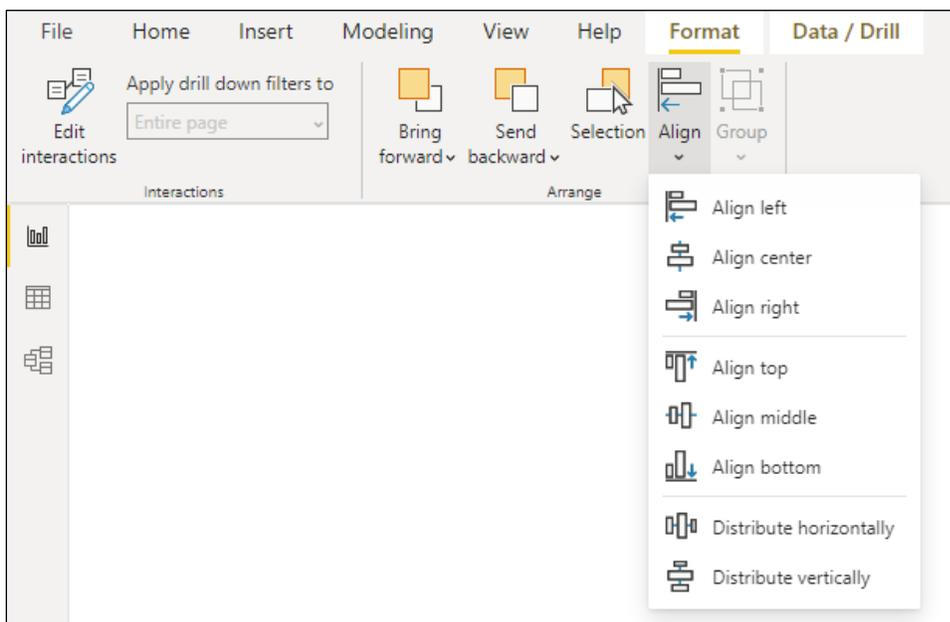 File Home Insert Modeling View Help Format Data / Drill
Edit
interactions
Apply drill down filters to
Entire page
Interactions
Bring
forward
Send
backward
Selection
Align
Group
Arrange
Align left
Align center
Align right
Align top
Align middle
Align bottom
Distribute horizontally
Distribute vertically